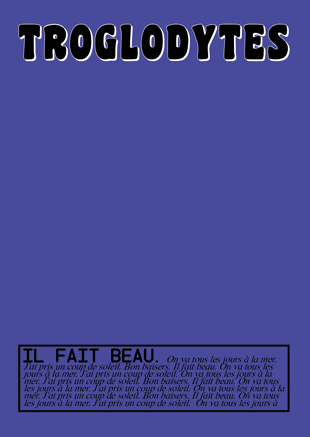 TROGLODYTES
IL FAIT BEAU. On va tous les jours à la mer.
J'ai pris un coup de soleil. Bon baisers. Il fait beau. On va tous les
jours à la mer. J'ai pris un coup de soleil. On va tous les jours à la
mer. J'ai pris un coup de soleil. Bon baisers. Il fait beau. On va tous
les jours à la mer. J'ai pris un coup de soleil. On va tous les jours à la
mer. J'ai pris un coup de soleil. Bon baisers. Il fait beau. On va tous
les jours à la mer. J'ai pris un coup de soleil. On va tous les jours à